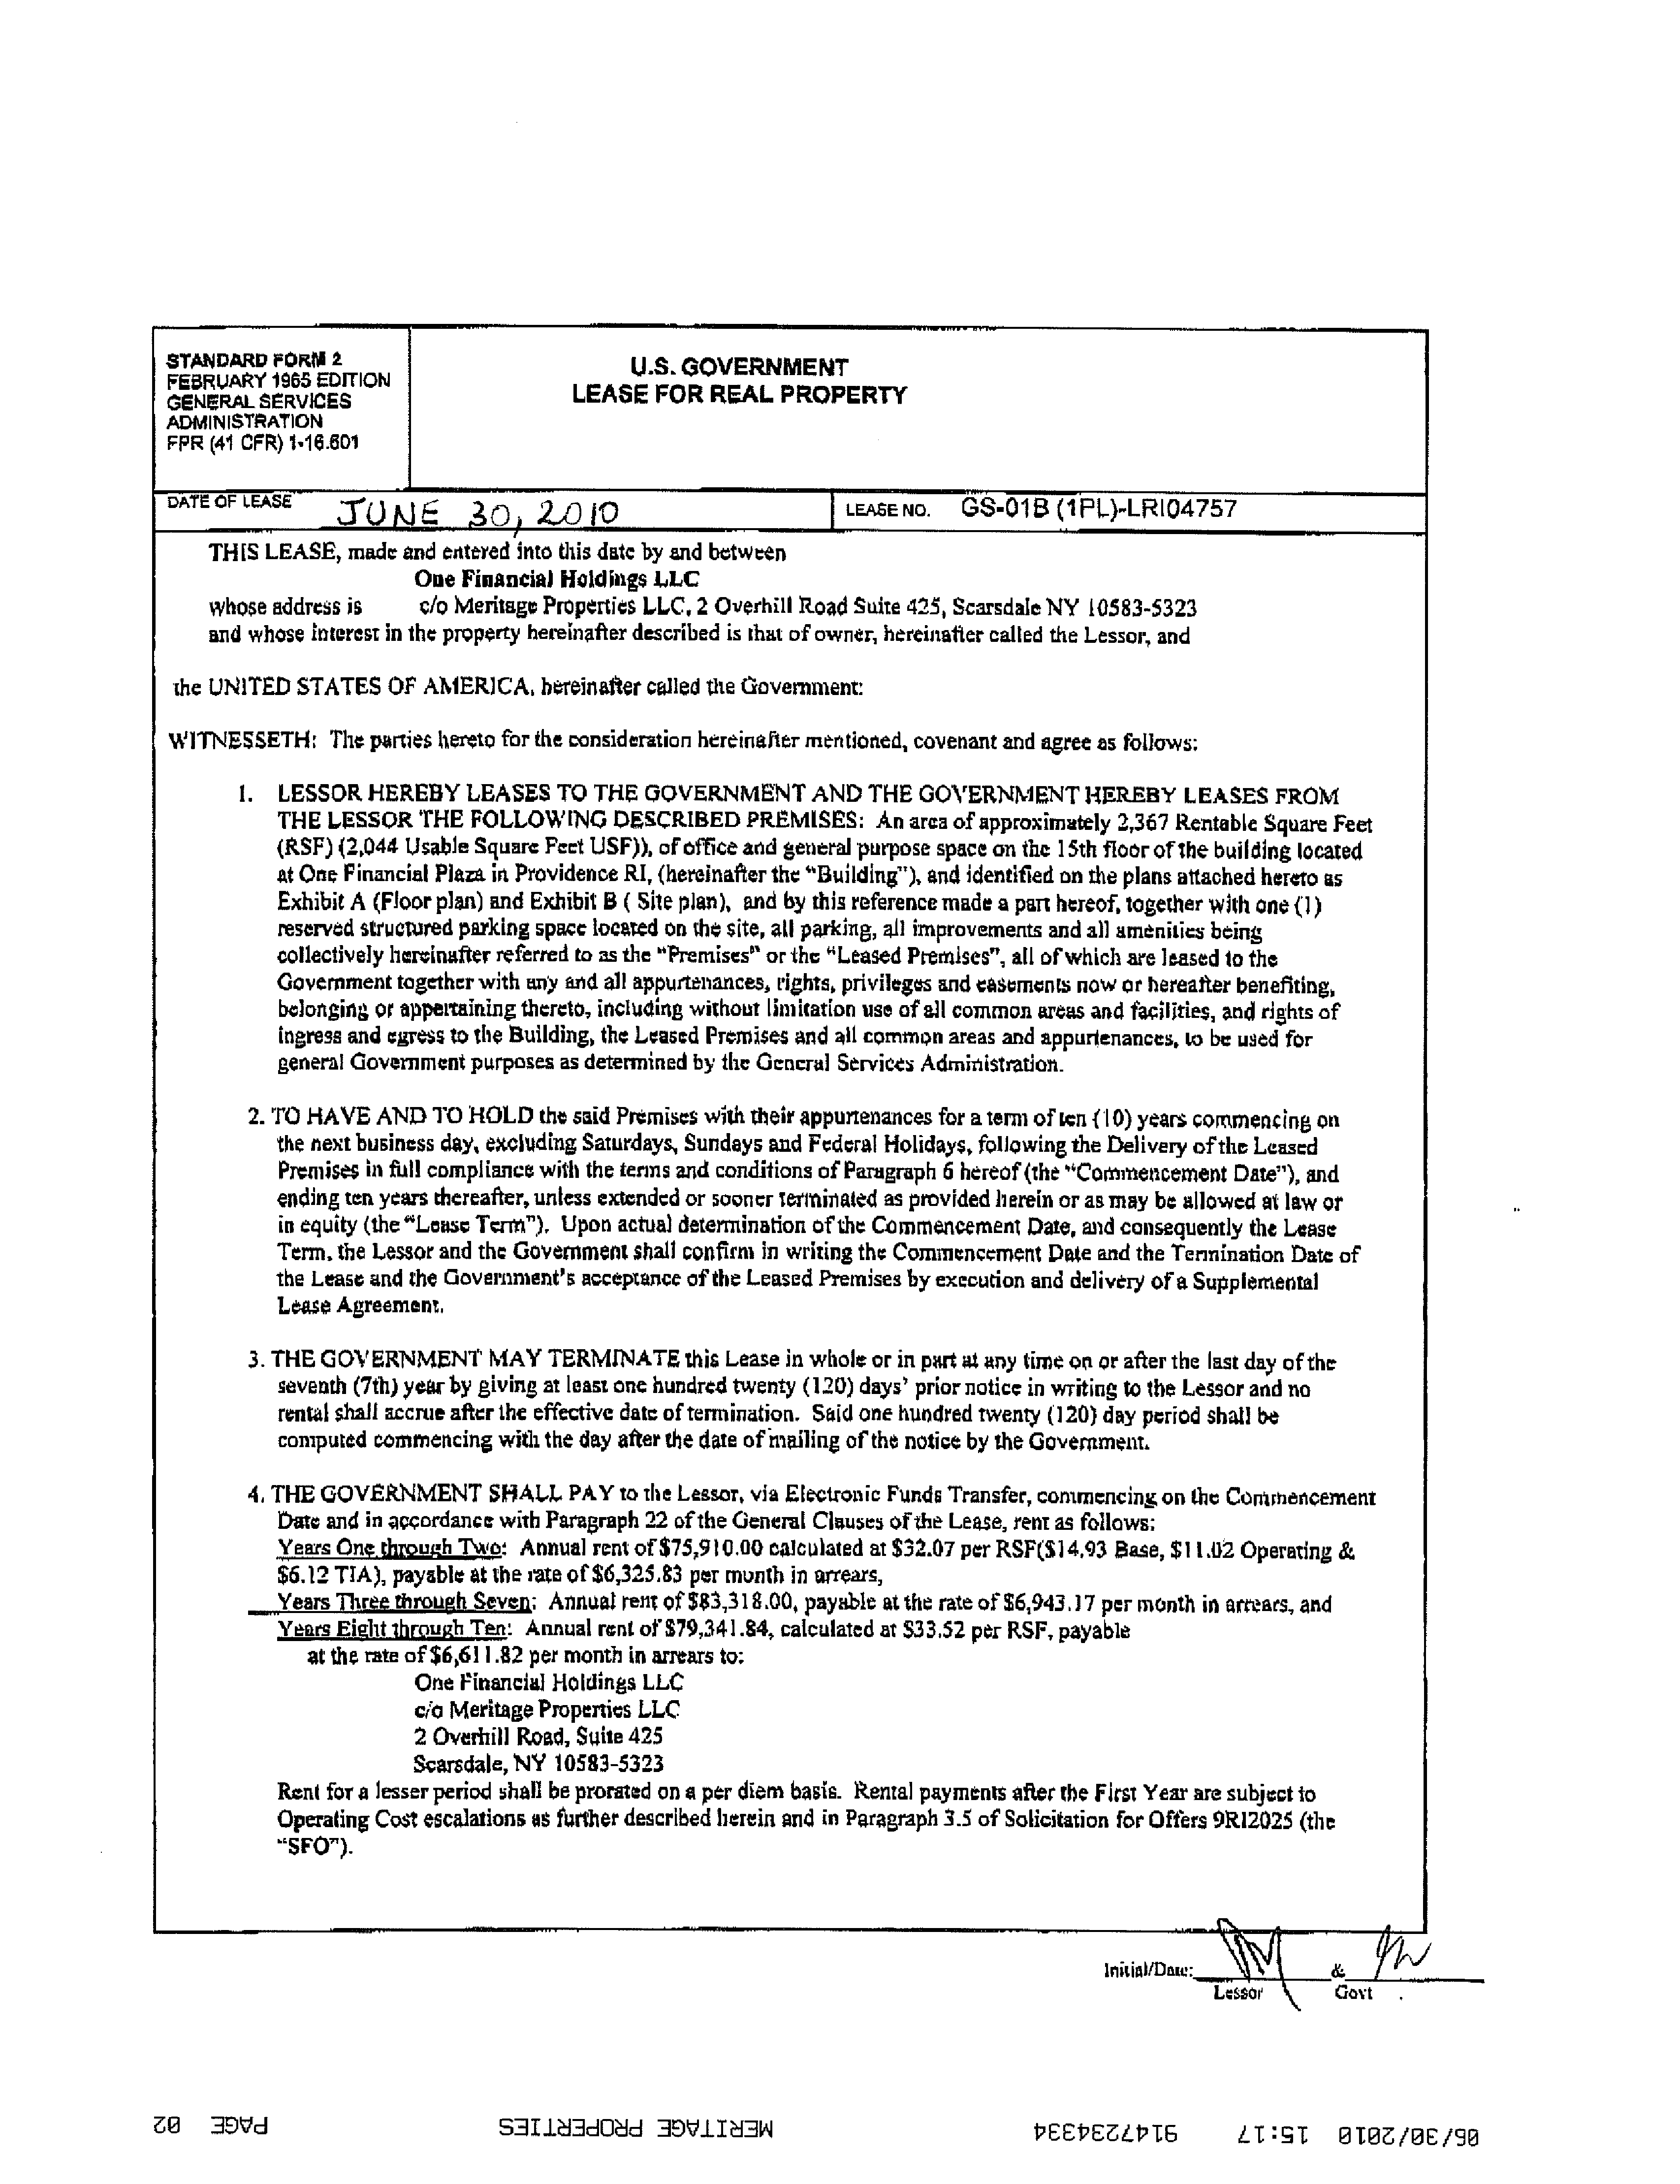 STANDARD FORM 2
FEBRUARY 1965 EDITION
GENERAL SERVICES
ADMINISTRATION
FPR (41 CFR) 1-16.601
U.S. GOVERNMENT
LEASE FOR REAL PROPERTY
DATE OF LEASE JUNE 30, 2010
LEASE NO. GS-01B (1PL)-LRI04757
THIS LEASE, made and entered into this date by and between
One Financial Holdings LLC
whose address is c/o Meritage Properties LLC, 2 Overhill Road Suite 425, Scarsdale NY 10583-5323
and whose interest in the property hereinafter described is that of owner, hereinafter called the Lessor, and
the UNITED STATES OF AMERICA, hereinafter called the Government:
WITNESSETH: The parties hereto for the consideration hereinafter mentioned, covenant and agree as follows:
1. LESSOR HEREBY LEASES TO THE GOVERNMENT AND THE GOVERNMENT HEREBY LEASES FROM
THE LESSOR THE FOLLOWING DESCRIBED PREMISES: An area of approximately 2,367 Rentable Square Feet
(RSF) (2,044 Usable Square Feet USF)), of office and general purpose space on the 15th floor of the building located
at One Financial Plaza in Providence RI, (hereinafter the "Building"), and identified on the plans attached hereto as
Exhibit A (Floor plan) and Exhibit B ( Site plan), and by this reference made a part hereof, together with one (1)
reserved structured parking space located on the site, all parking, all improvements and all amenities being
collectively hereinafter referred to as the "Premises" or the "Leased Premises", all of which are leased to the
Government together with any and all appurtenances, rights, privileges and easements now or hereafter benefiting,
belonging or appertaining thereto, including without limitation use of all common areas and facilities, and rights of
ingress and egress to the Building, the Leased Premises and all common areas and appurtenances, to be used for
general Government purposes as determined by the General Services Administration.
2. TO HAVE AND TO HOLD the said Premises with their appurtenances for a term of ten (10) years commencing on
the next business day, excluding Saturdays, Sundays and Federal Holidays, following the Delivery of the Leased
Premises in full compliance with the terms and conditions of Paragraph 6 hereof (the "Commencement Date"), and
ending ten years thereafter, unless extended or sooner terminated as provided herein or as may be allowed at law or
in equity (the "Lease Term"). Upon actual determination of the Commencement Date, and consequently the Lease
Term, the Lessor and the Government shall confirm in writing the Commencement Date and the Termination Date of
the Lease and the Government's acceptance of the Leased Premises by execution and delivery of a Supplemental
Lease Agreement.
3. THE GOVERNMENT MAY TERMINATE this Lease in whole or in part at any time on or after the last day of the
seventh (7th) year by giving at least one hundred twenty (120) days' prior notice in writing to the Lessor and no
rental shall accrue after the effective date of termination. Said one hundred twenty (120) day period shall be
computed commencing with the day after the date of mailing of the notice by the Government.
4. THE GOVERNMENT SHALL PAY to the Lessor, via Electronic Funds Transfer, commencing on the Commencement
Date and in accordance with Paragraph 22 of the General Clauses of the Lease, rent as follows:
Years One through Two: Annual rent of $75,910.00 calculated at $32.07 per RSF($14.93 Base, $11.02 Operating &
$6.12 TIA), payable at the rate of $6,325.83 per month in arrears,
Years Three through Seven: Annual rent of $83,318.00, payable at the rate of $6,943.17 per month in arrears, and
Years Eight through Ten: Annual rent of $79,341.84, calculated at $33.52 per RSF, payable
at the rate of $6,611.82 per month in arrears to:
One Financial Holdings LLC
c/o Meritage Properties LLC
2 Overhill Road, Suite 425
Scarsdale, NY 10583-5323
Rent for a lesser period shall be prorated on a per diem basis. Rental payments after the First Year are subject to
Operating Cost escalations as further described herein and in Paragraph 3.5 of Solicitation for Offers 9RI2025 (the
"SFO").
Initial/Date: &
Lessor Govt
06/30/2010 15:17 9147234334 MERITAGE PROPERTIES PAGE 02